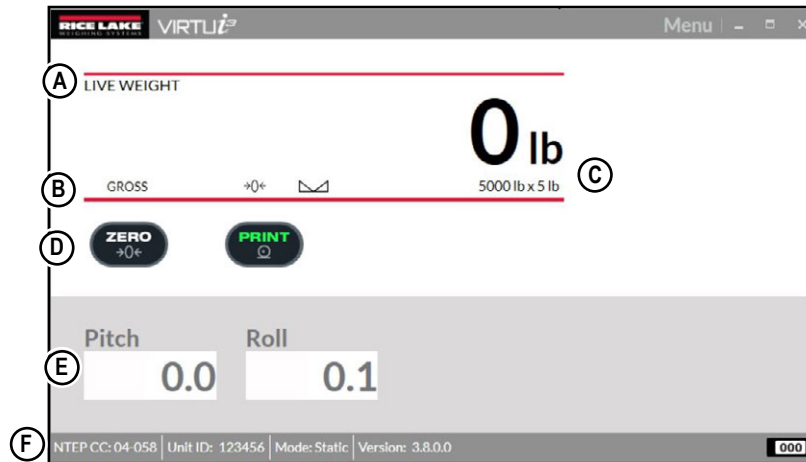 RICE LAKE
WEIGHING SYSTEMS
VIRTUi³
Menu
A
LIVE WEIGHT
0 lb
B
GROSS
→0←
5000 lb x 5 lb
C
D
ZERO
→0←
PRINT
Pitch
Roll
E
0.0
0.1
F
NTEP CC: 04-058 Unit ID: 123456 Mode: Static Version: 3.8.0.0
000